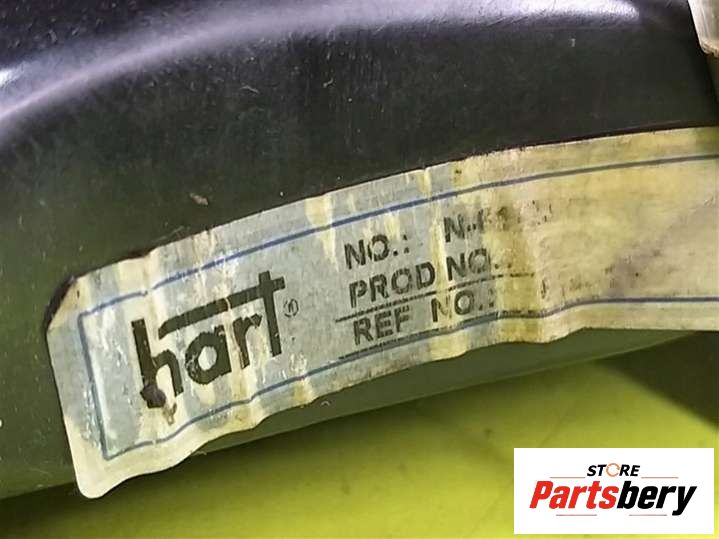 hart®
NO.:
PROD NO.
REF NO.:
STORE
Partsbery